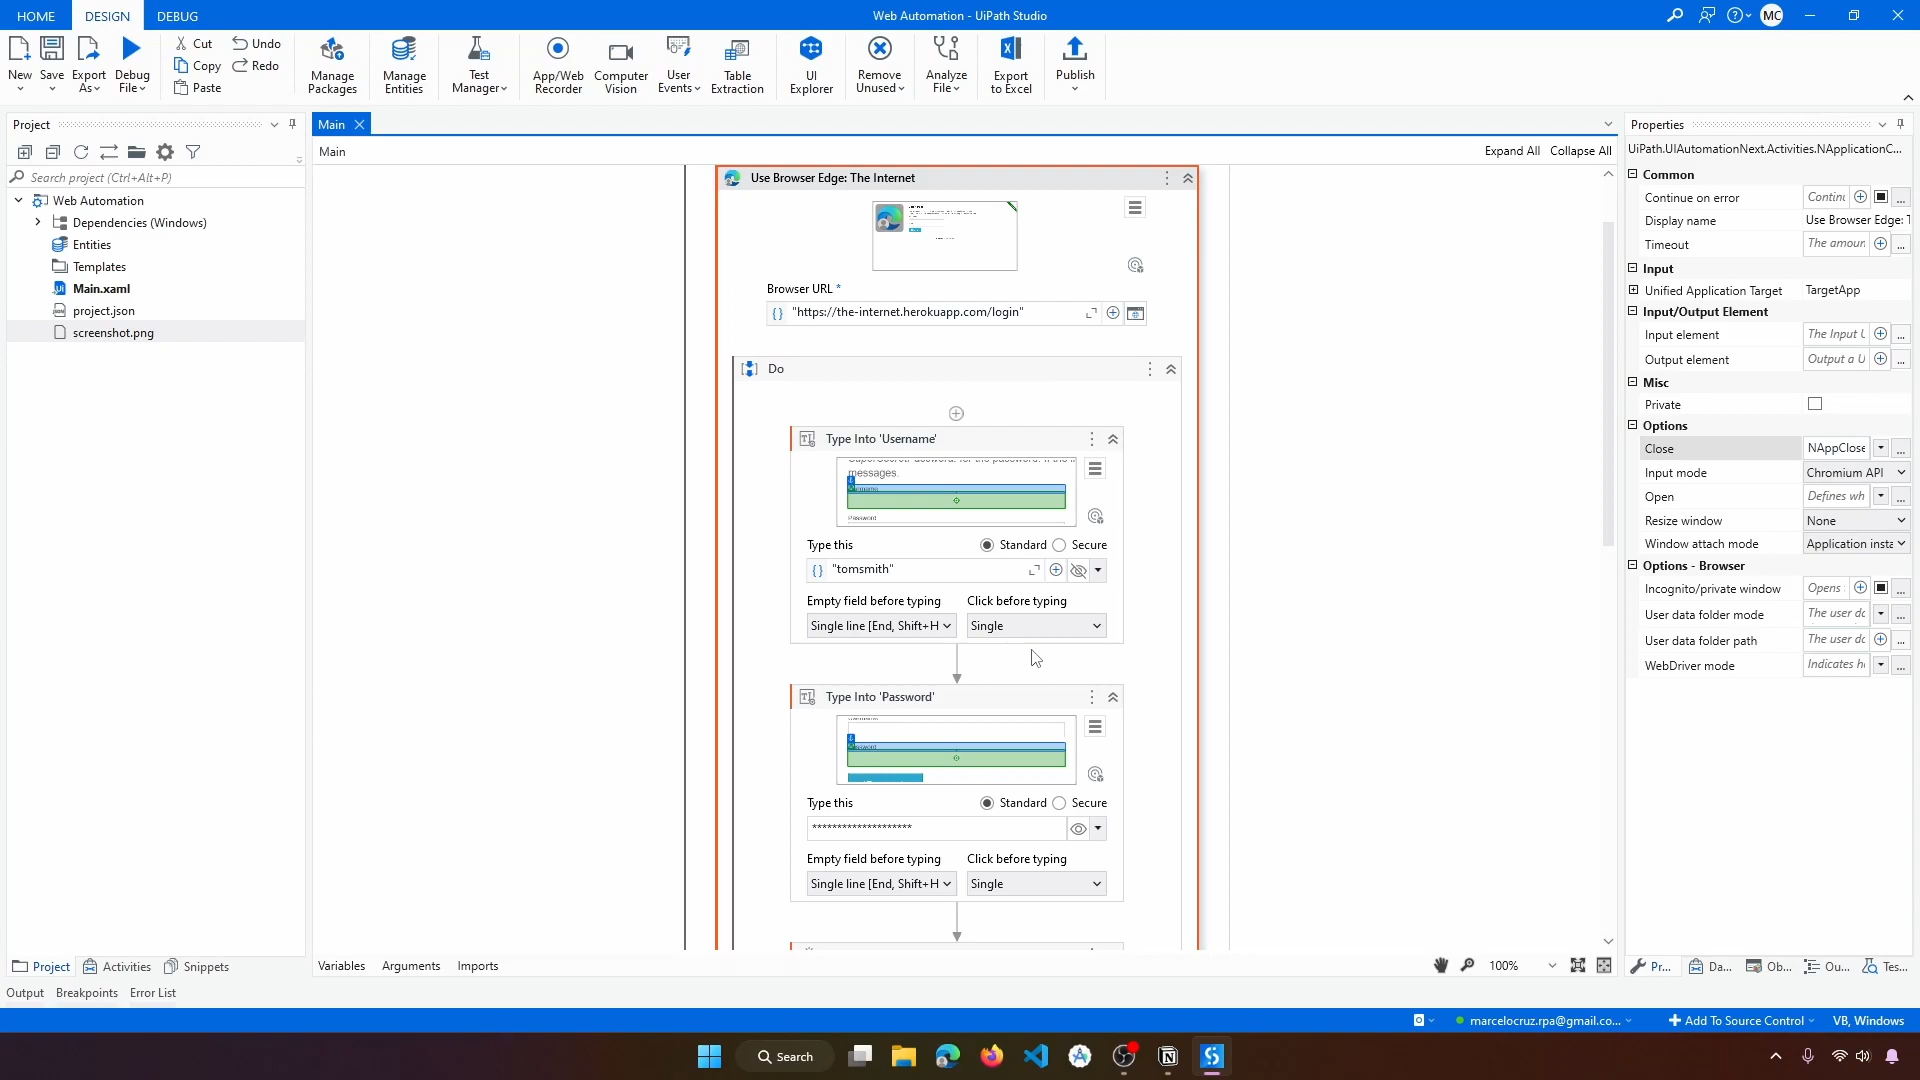 HOME DESIGN DEBUG
Web Automation - UiPath Studio
MC
New
Save
Export As
Debug File
Cut
Copy
Paste
Undo
Redo
Manage Packages
Manage Entities
Test Manager
App/Web Recorder
Computer Vision
User Events
Table Extraction
UI Explorer
Remove Unused
Analyze File
Export to Excel
Publish
Project
Search project (Ctrl+Alt+P)
Web Automation
Dependencies (Windows)
Entities
Templates
Main.xaml
project.json
screenshot.png
Main
Main
Expand All Collapse All
Use Browser Edge: The Internet
Browser URL *
"https://the-internet.herokuapp.com/login"
Do
Type Into 'Username'
messages.
Password
Type this
Standard Secure
"tomsmith"
Empty field before typing Click before typing
Single line [End, Shift+H Single
Type Into 'Password'
Type this
Standard Secure
********************
Empty field before typing Click before typing
Single line [End, Shift+H Single
Properties
UiPath.UIAutomationNext.Activities.NApplicationC...
Common
Continue on error Continu ...
Display name Use Browser Edge: T
Timeout The amoun ...
Input
Unified Application Target TargetApp
Input/Output Element
Input element The Input U ...
Output element Output a U ...
Misc
Private
Options
Close NAppClose ...
Input mode Chromium API
Open Defines wh ...
Resize window None
Window attach mode Application insta
Options - Browser
Incognito/private window Opens ...
User data folder mode The user da ...
User data folder path The user da ...
WebDriver mode Indicates h ...
Project Activities Snippets
Variables Arguments Imports
100%
Pr... Da... Ob... Ou... Tes...
Output Breakpoints Error List
marcelocruz.rpa@gmail.co...
Add To Source Control
VB, Windows
Search